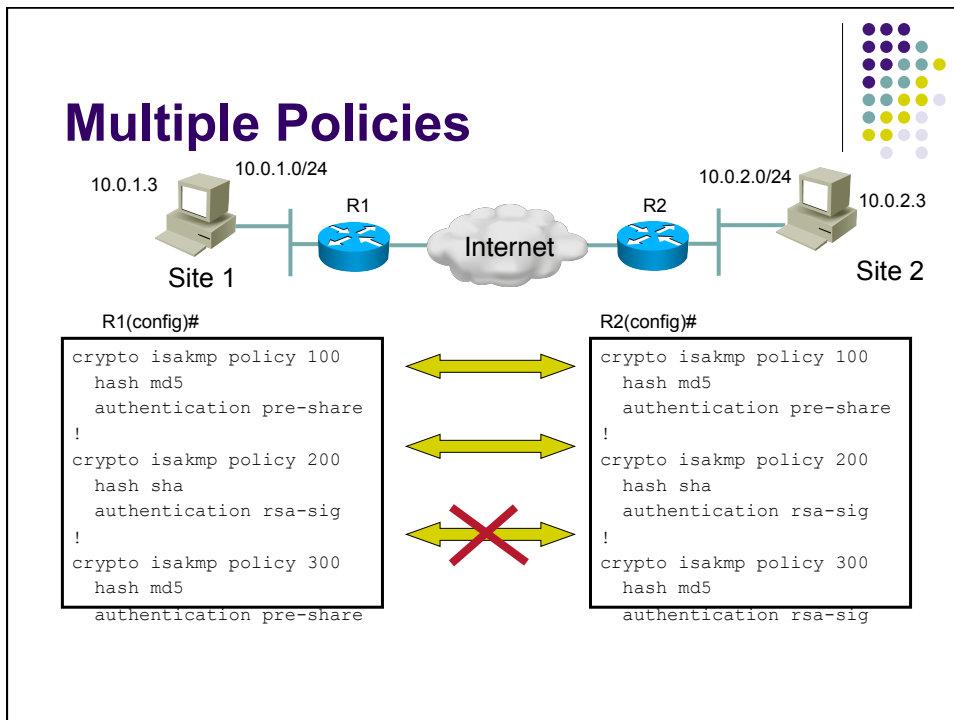 Multiple Policies
10.0.1.3
10.0.1.0/24
R1
Internet
R2
10.0.2.0/24
10.0.2.3
Site 1
Site 2
R1(config)#
crypto isakmp policy 100
hash md5
authentication pre-share
!
crypto isakmp policy 200
hash sha
authentication rsa-sig
!
crypto isakmp policy 300
hash md5
authentication pre-share
R2(config)#
crypto isakmp policy 100
hash md5
authentication pre-share
!
crypto isakmp policy 200
hash sha
authentication rsa-sig
!
crypto isakmp policy 300
hash md5
authentication rsa-sig